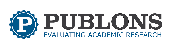 PUBLONS
EVALUATING ACADEMIC RESEARCH